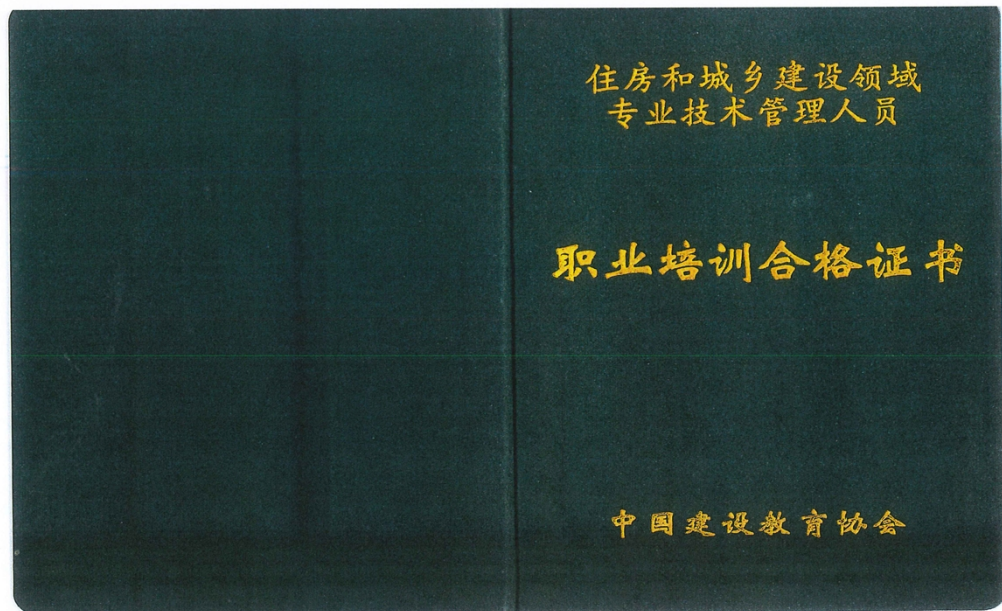 住房和城乡建设领域
专业技术管理人员
职业培训合格证书
中国建设教育协会